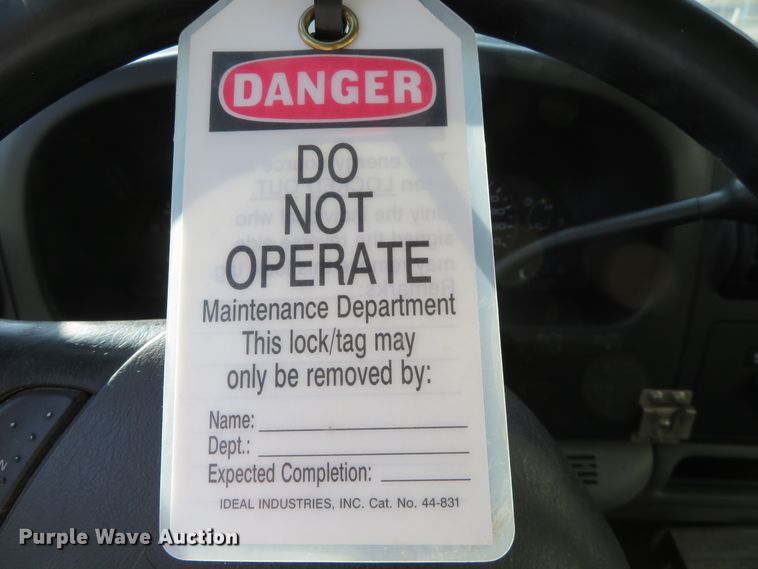 DANGER
DO
NOT
OPERATE
Maintenance Department
This lock/tag may
only be removed by:
Name:
Dept.:
Expected Completion:
IDEAL INDUSTRIES, INC. Cat. No. 44-831
Purple Wave Auction